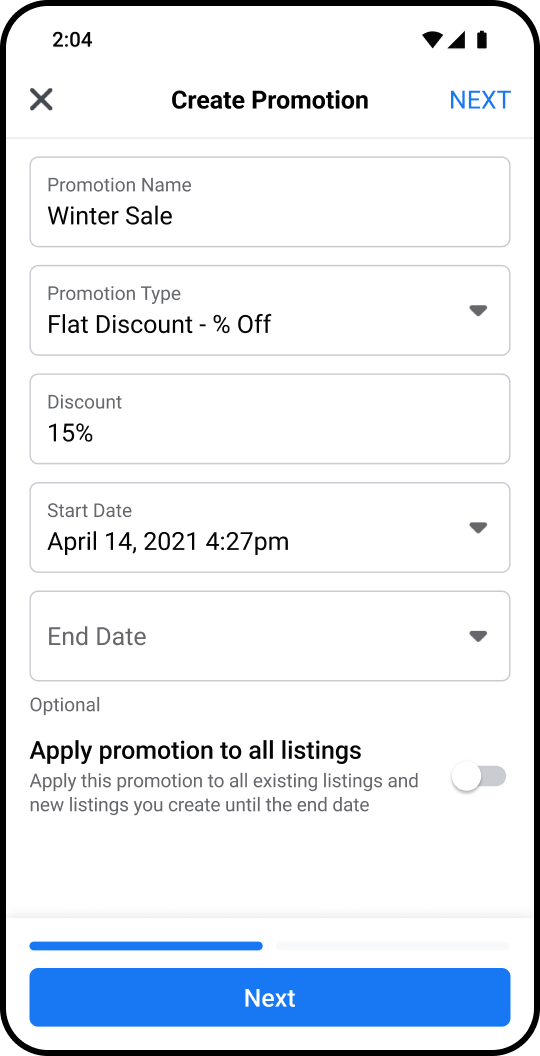 2:04
Create Promotion
NEXT
Promotion Name
Winter Sale
Promotion Type
Flat Discount - % Off
Discount
15%
Start Date
April 14, 2021 4:27pm
End Date
Optional
Apply promotion to all listings
Apply this promotion to all existing listings and
new listings you create until the end date
Next